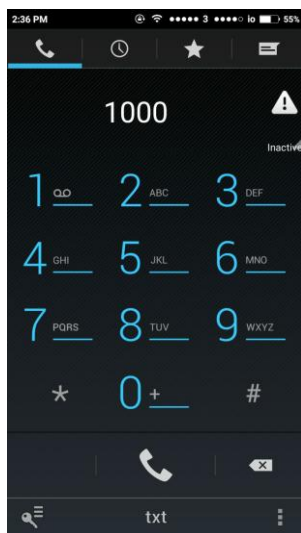 2:36 PM 3 io 55%
1000
Inactive
1 2 ABC 3 DEF
4 GHI 5 JKL 6 MNO
7 PQRS 8 TUV 9 WXYZ
* 0 + #
txt